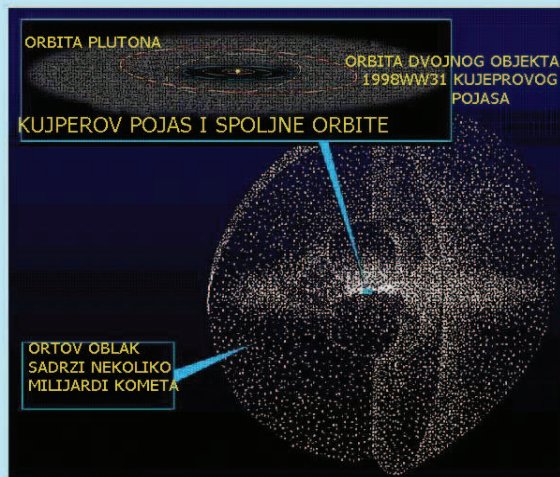 ORBITA PLUTONA
ORBITA DVOJNOG OBJEKTA
1998WW31 KUJEPROVOG
POJASA
KUJPEROV POJAS I SPOLJNE ORBITE
ORTOV OBLAK
SADRZI NEKOLIKO
MILIJARDI KOMETA